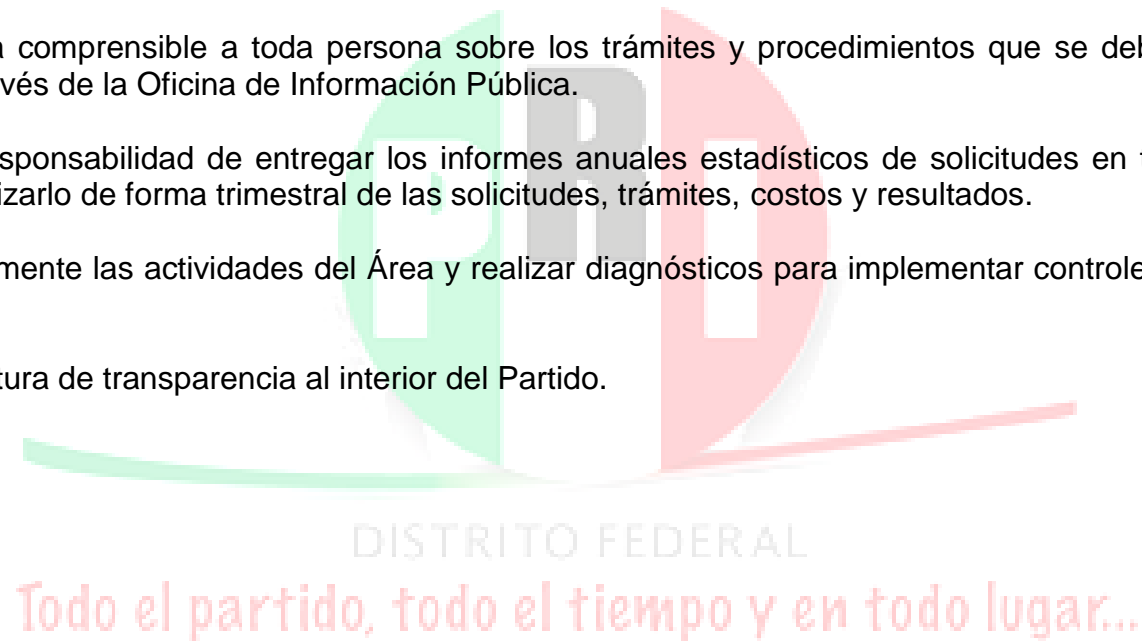 comprensible a toda persona sobre los trámites y procedimientos que se deb
vés de la Oficina de Información Pública.
sponsabilidad de entregar los informes anuales estadísticos de solicitudes en t
izarlo de forma trimestral de las solicitudes, trámites, costos y resultados.
mente las actividades del Área y realizar diagnósticos para implementar controle
tura de transparencia al interior del Partido.
PRI
DISTRITO FEDERAL
Todo el partido, todo el tiempo y en todo lugar...